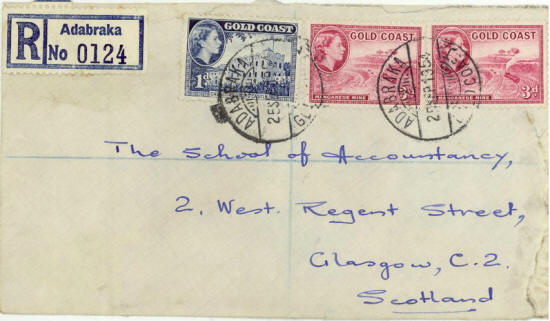 R
Adabraka
No 0124
GOLD COAST
1d
GOLD COAST
MANGANESE MINE
GOLD COAST
MANGANESE MINE
3d
ADABRAKA
ADABRAKA
The School of Accountancy,
2, West. Regent Street,
Glasgow, C.2.
Scotland